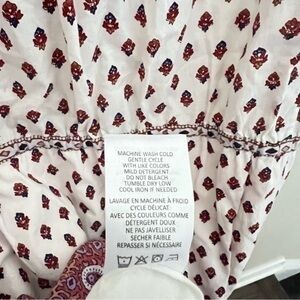 MACHINE WASH COLD
GENTLE CYCLE
WITH LIKE COLORS
MILD DETERGENT
DO NOT BLEACH
TUMBLE DRY LOW
COOL IRON IF NEEDED
LAVAGE EN MACHINE À FROID
CYCLE DÉLICAT
AVEC DES COULEURS COMME
DÉTERGENT DOUX
NE PAS JAVELLISER
SECHER FAIBLE
REPASSER SI NÉCESSAIRE